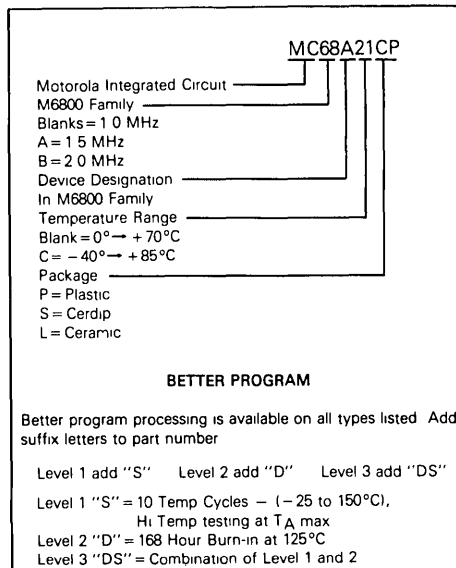 MC68A21CP
Motorola Integrated Circuit
M6800 Family
Blanks = 1 0 MHz
A = 1 5 MHz
B = 2 0 MHz
Device Designation
In M6800 Family
Temperature Range
Blank = 0° → + 70°C
C = - 40° → + 85°C
Package
P = Plastic
S = Cerdip
L = Ceramic
BETTER PROGRAM
Better program processing is available on all types listed Add
suffix letters to part number
Level 1 add "S" Level 2 add "D" Level 3 add "DS"
Level 1 "S" = 10 Temp Cycles – (– 25 to 150°C),
Hi Temp testing at TA max
Level 2 "D" = 168 Hour Burn-in at 125°C
Level 3 "DS" = Combination of Level 1 and 2